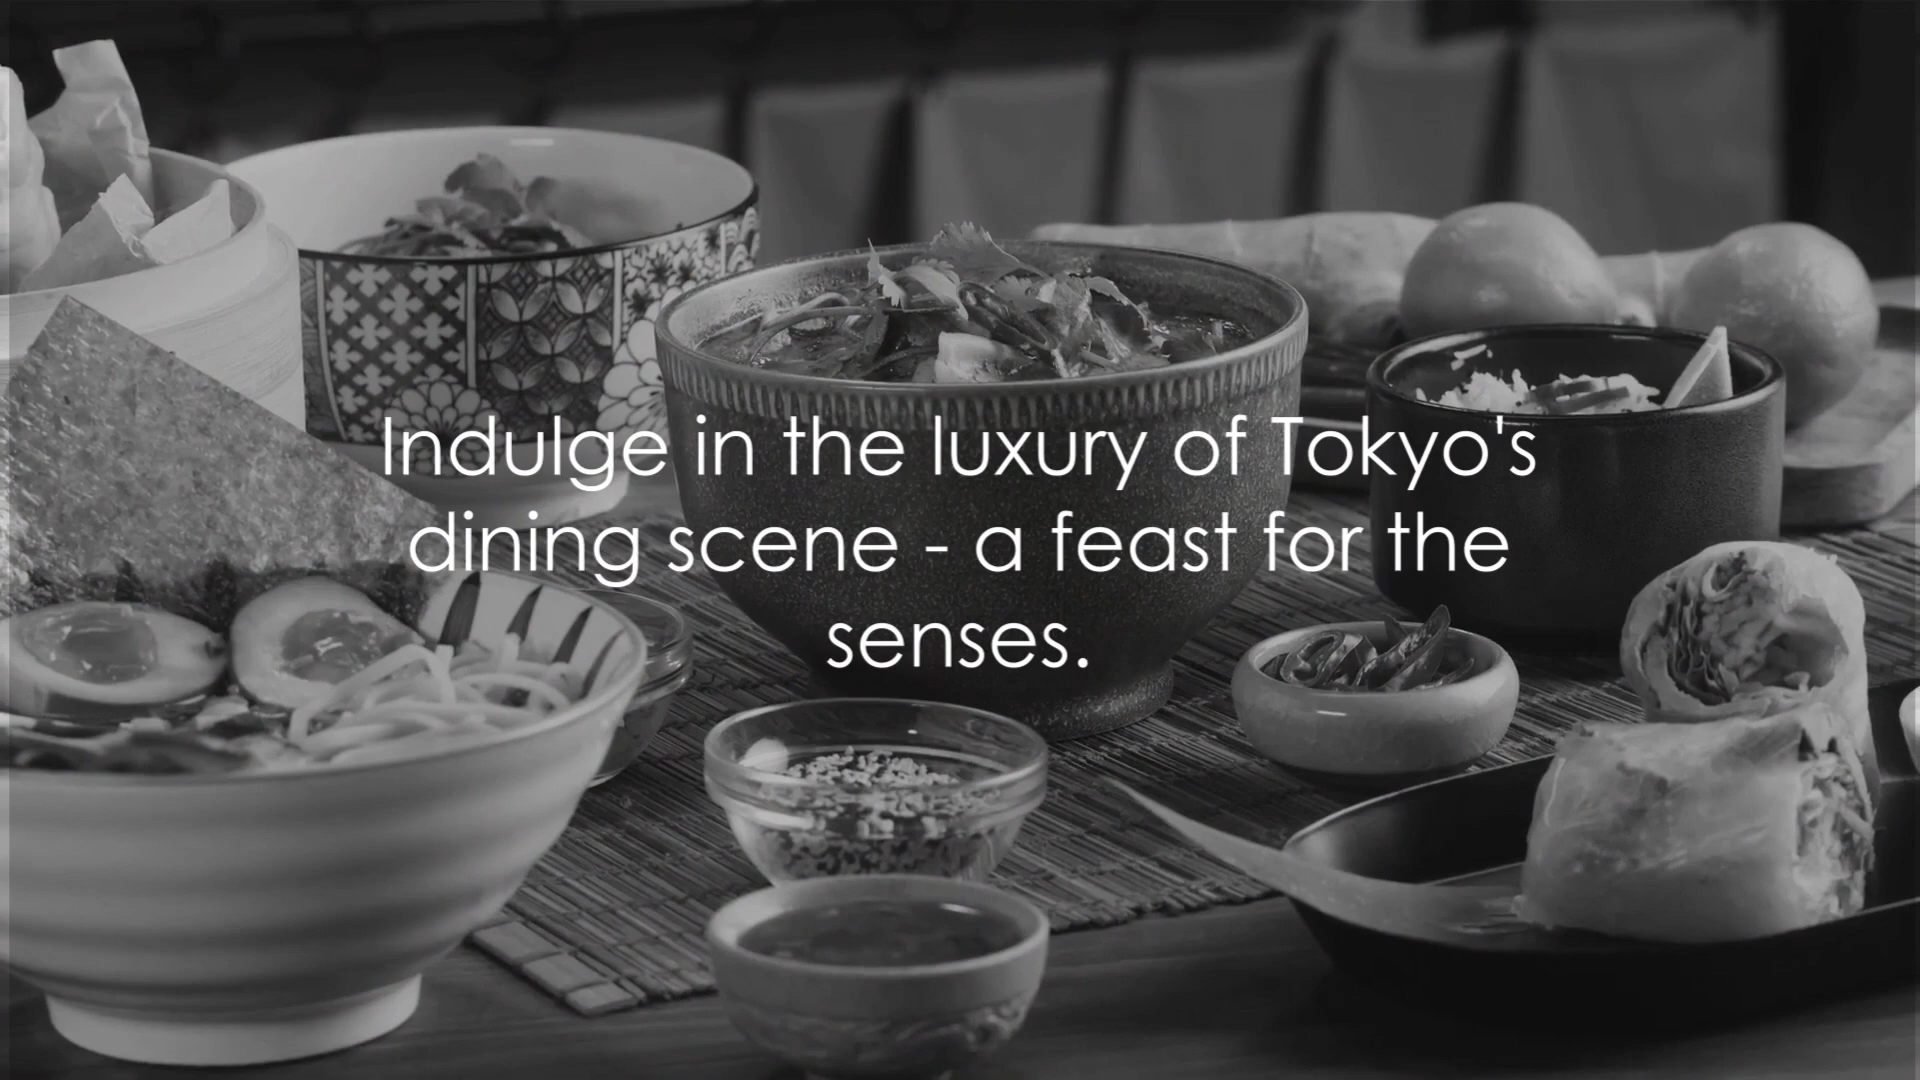 Indulge in the luxury of Tokyo's
dining scene - a feast for the
senses.